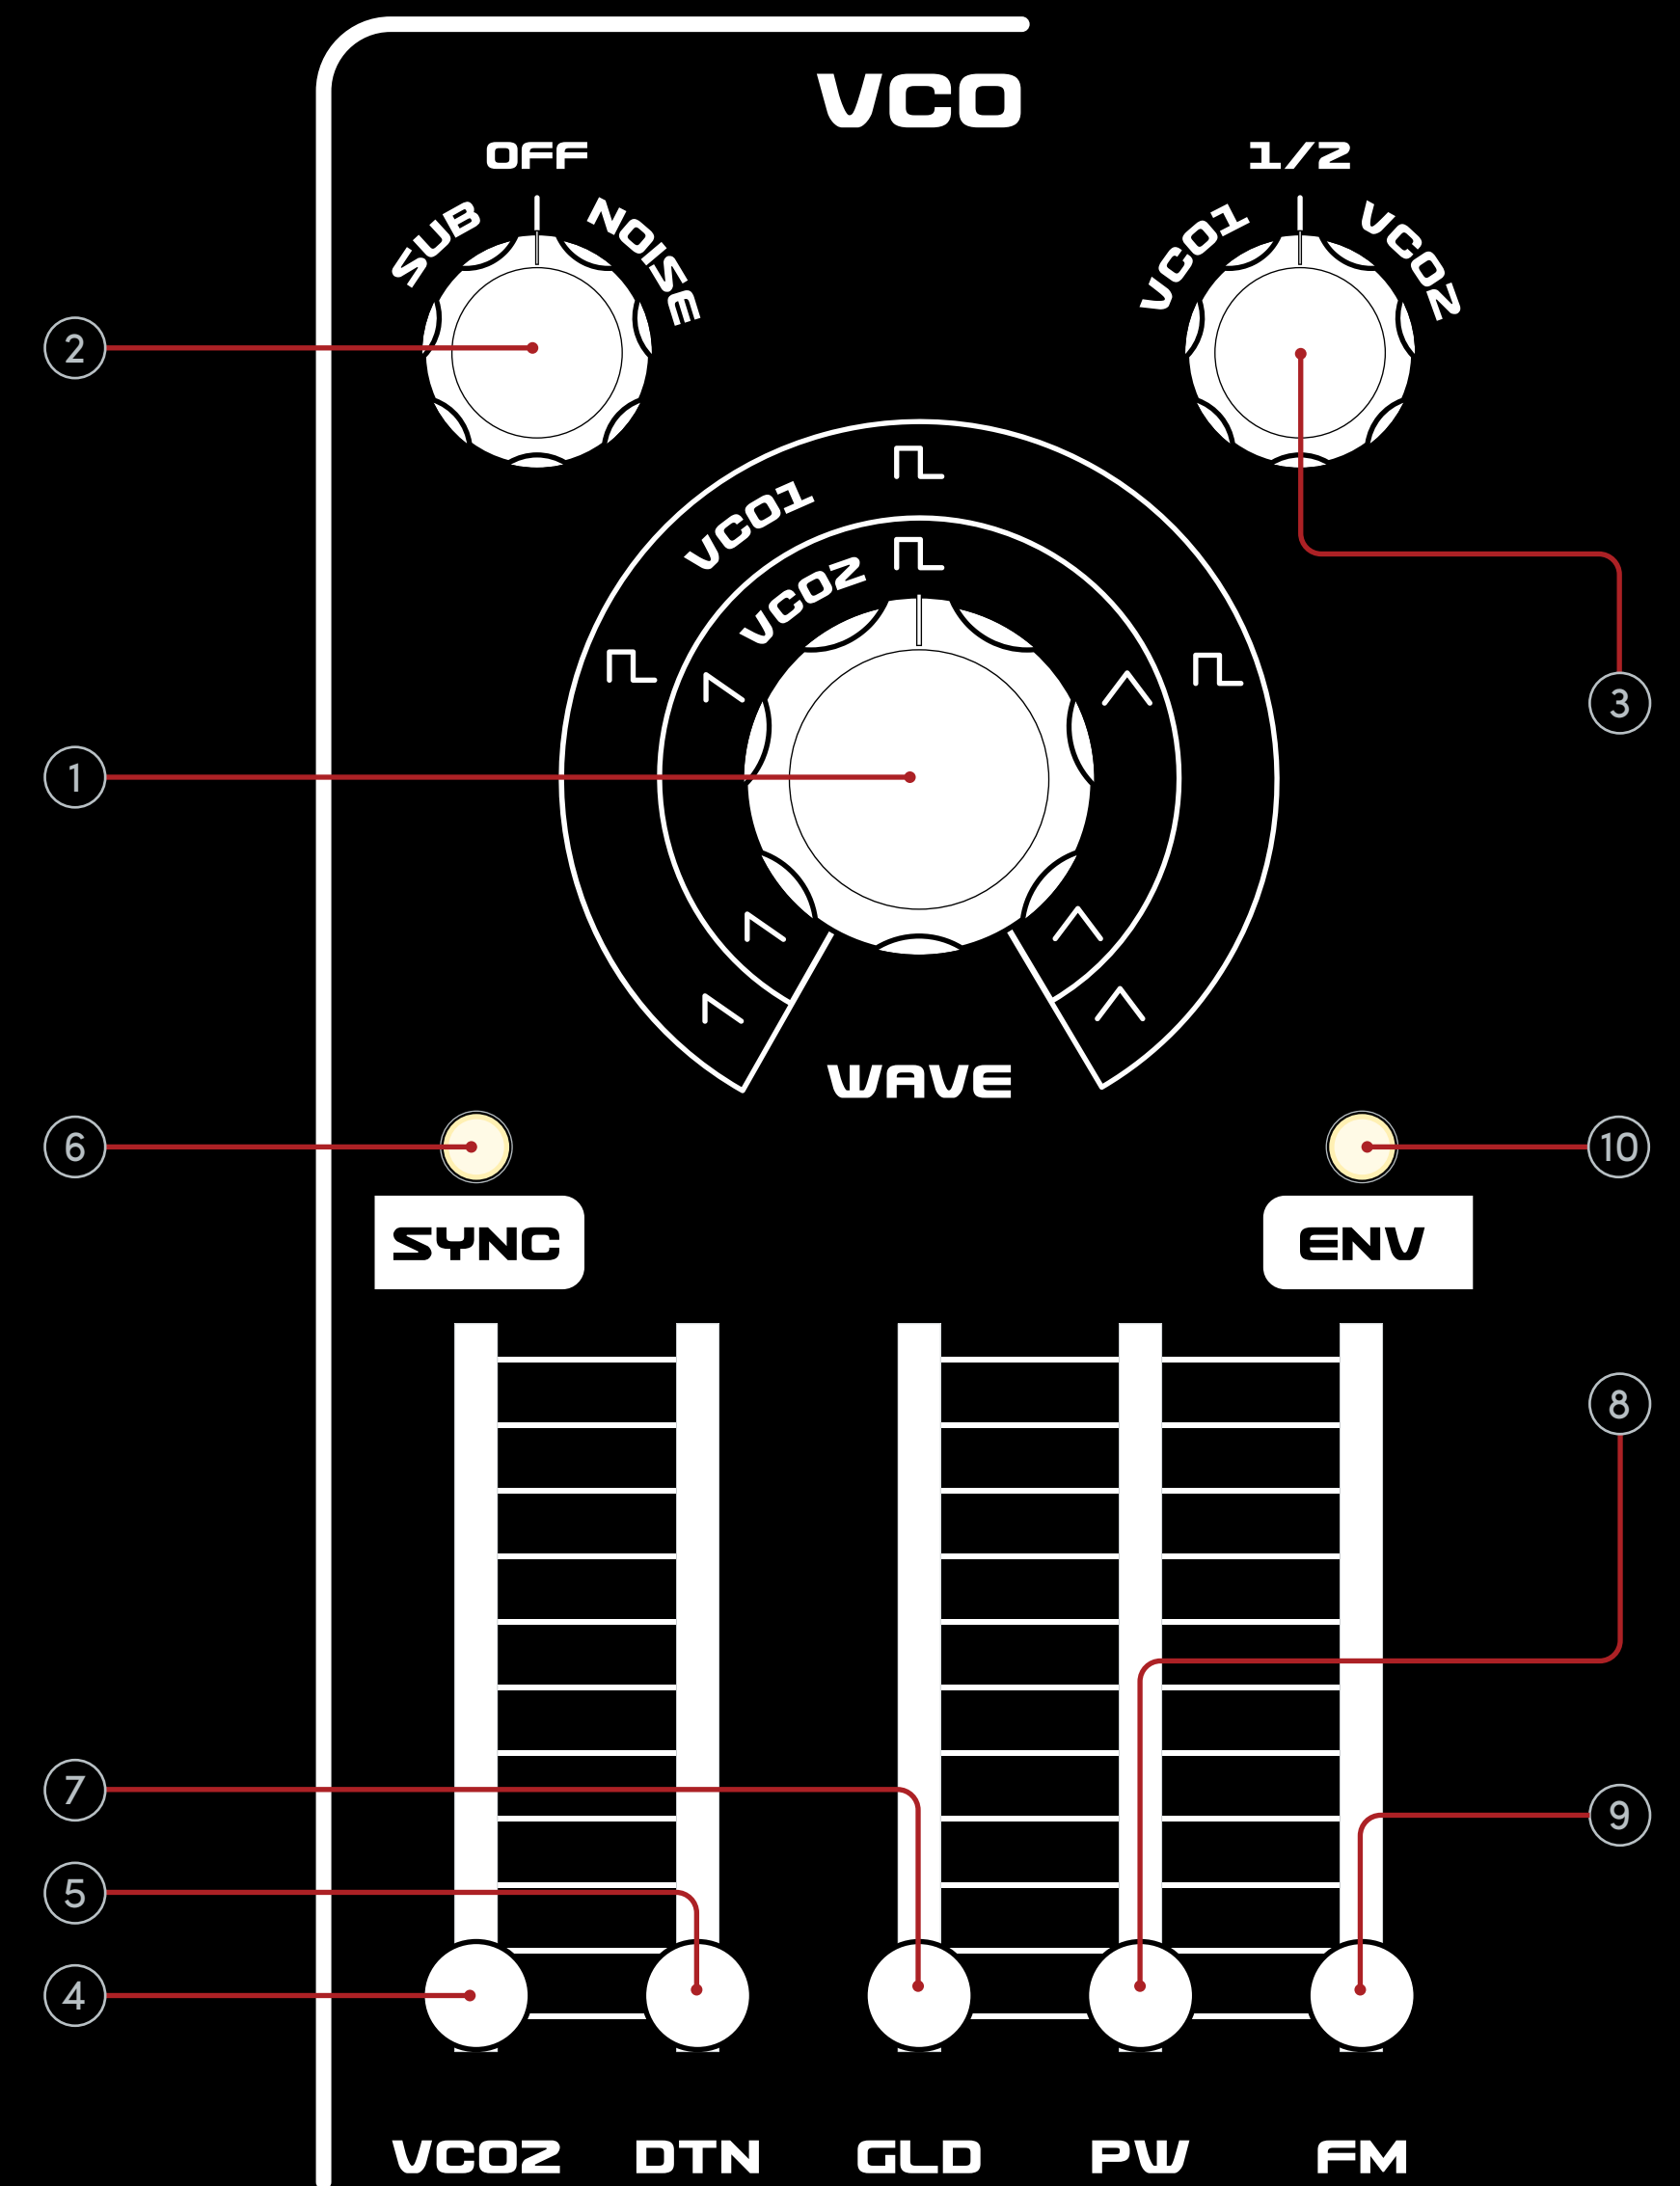 VCO
OFF
1/2
SUB
NOISE
VCO1
VCO2
2
3
VCO1
VCO2
1
WAVE
6
10
SYNC
ENV
8
7
9
5
4
VCO2
DTN
GLD
PW
FM